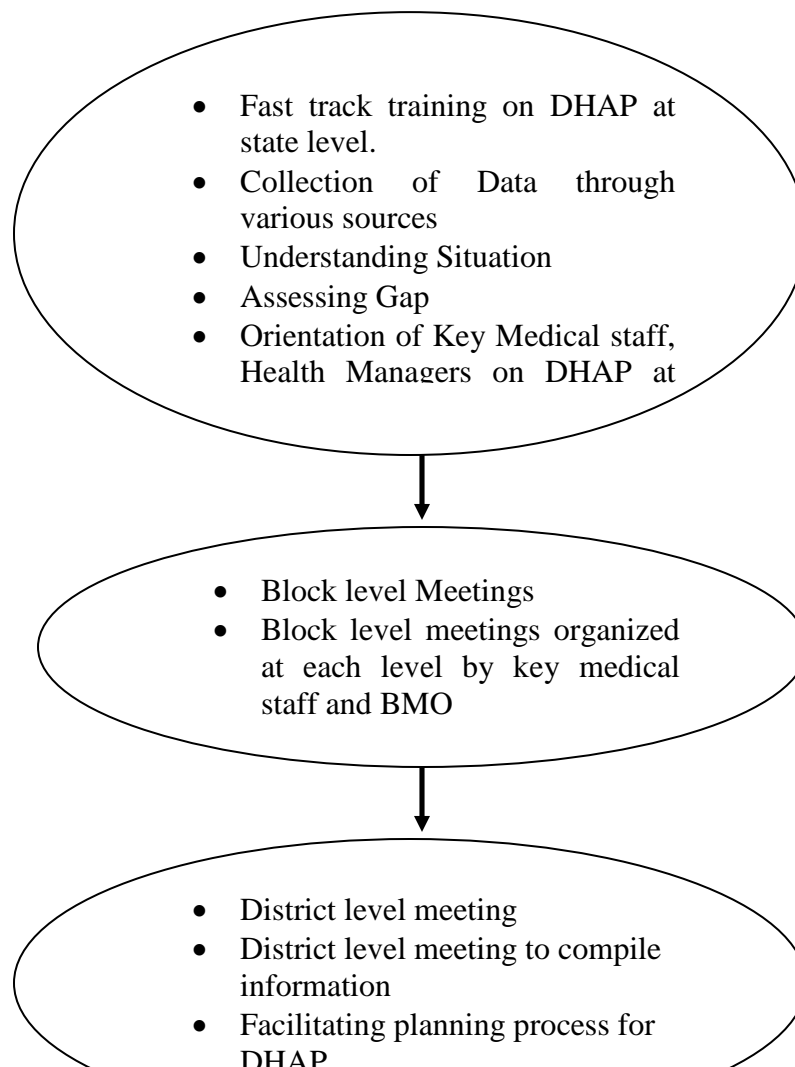 • Fast track training on DHAP at
state level.
• Collection of Data through
various sources
• Understanding Situation
• Assessing Gap
• Orientation of Key Medical staff,
Health Managers on DHAP at
• Block level Meetings
• Block level meetings organized
at each level by key medical
staff and BMO
• District level meeting
• District level meeting to compile
information
• Facilitating planning process for
DHAP